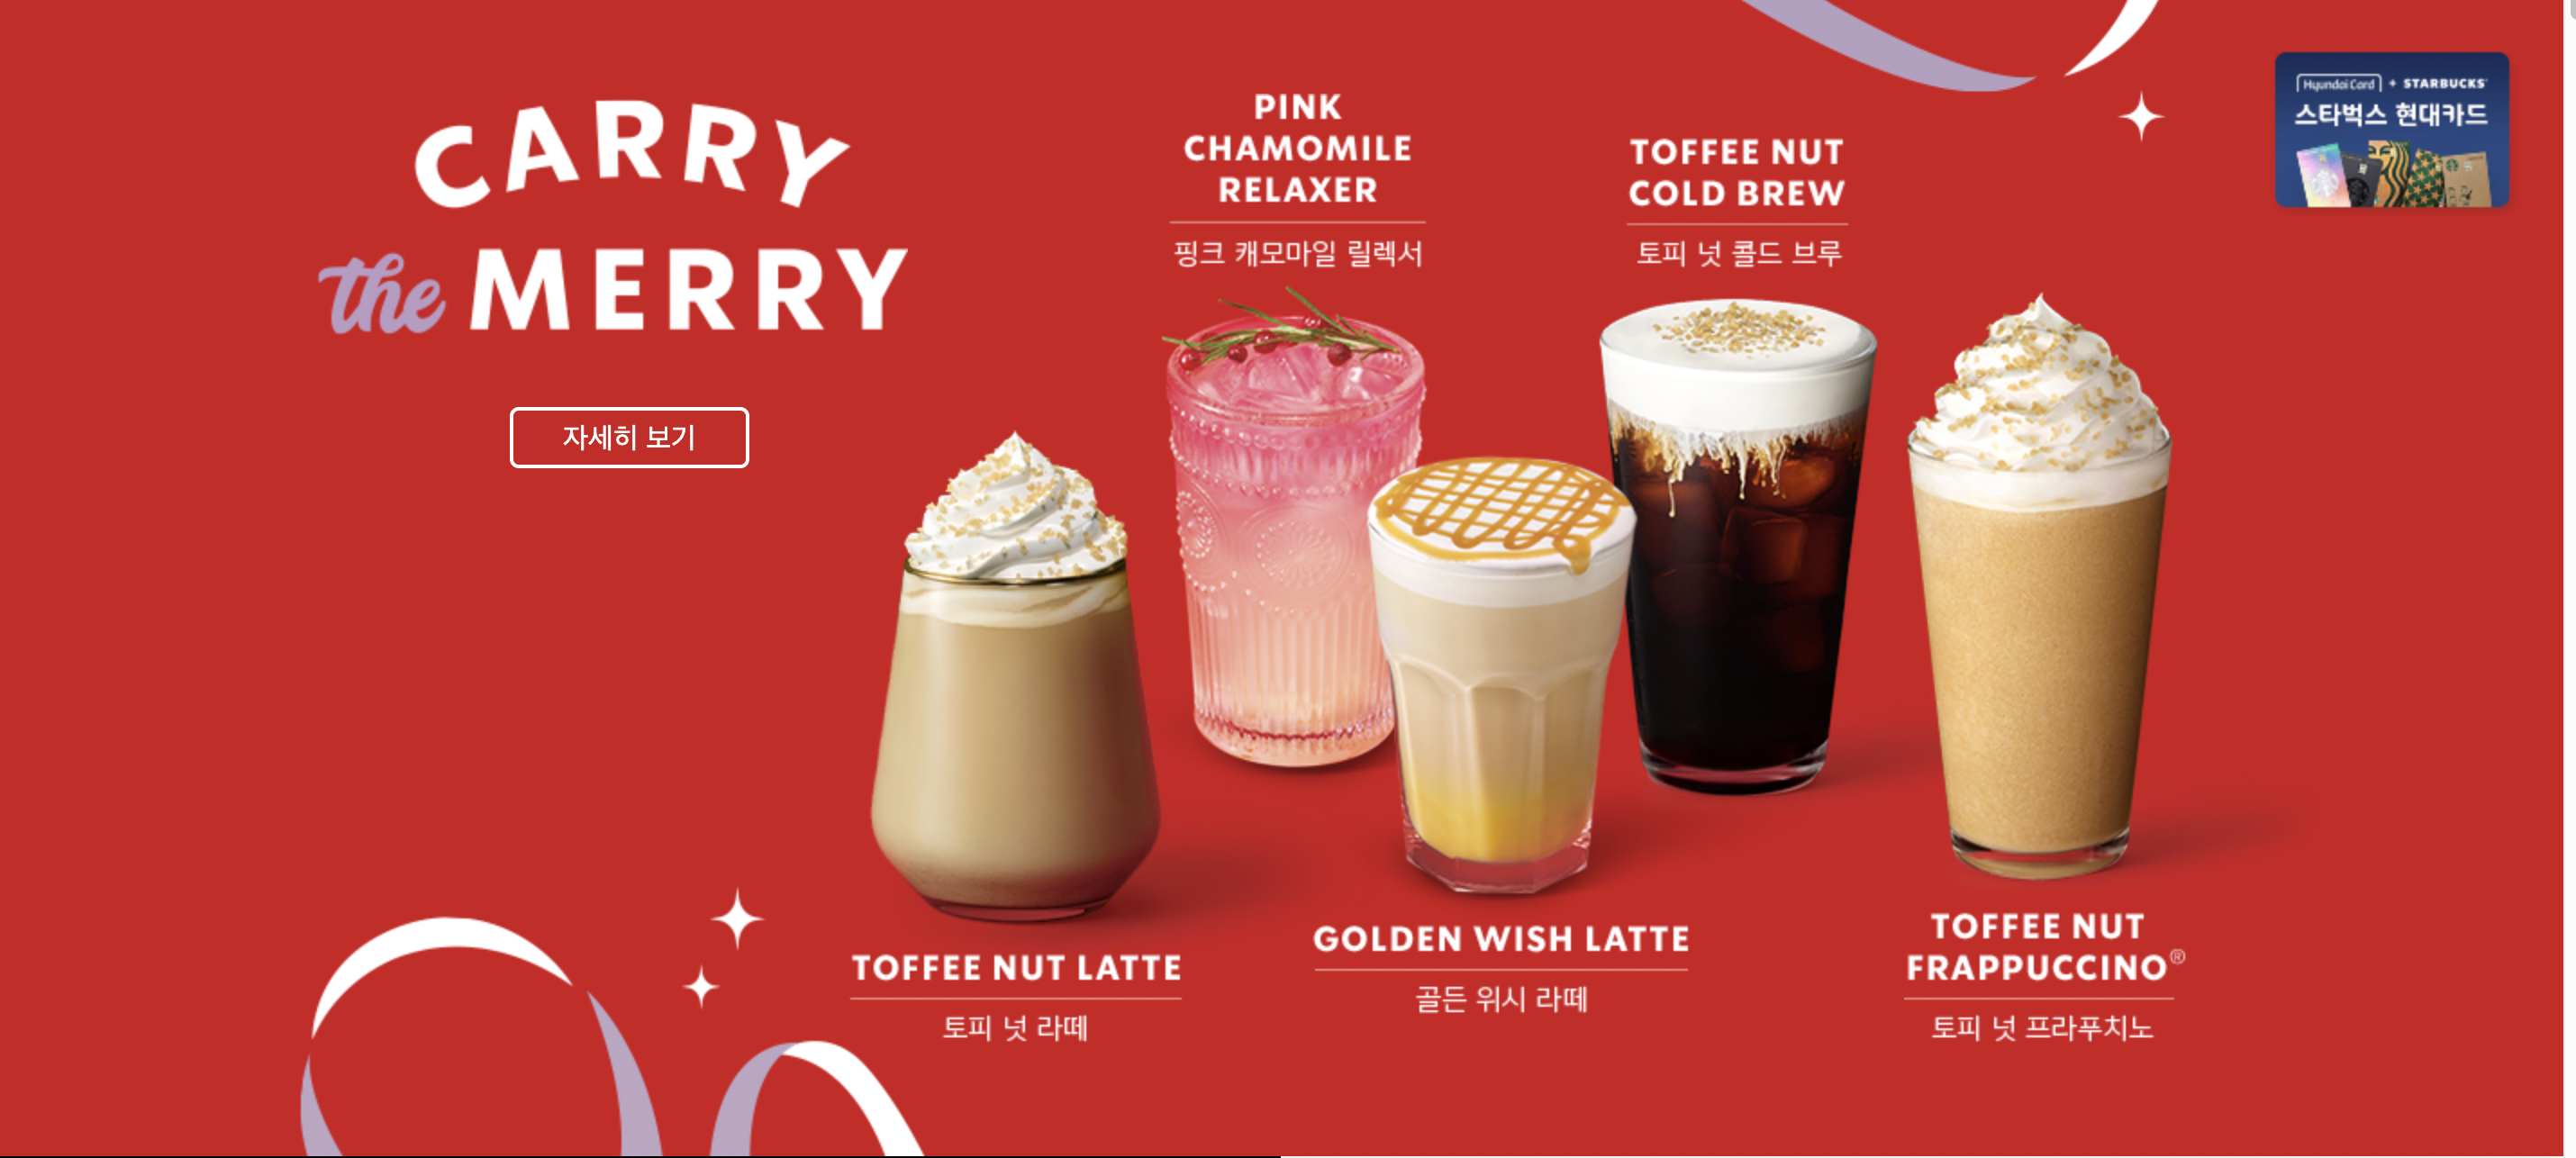 CARRY
the MERRY
자세히 보기
PINK
CHAMOMILE
RELAXER
핑크 캐모마일 릴렉서
TOFFEE NUT
COLD BREW
토피 넛 콜드 브루
HyundaiCard + STARBUCKS
스타벅스 현대카드
TOFFEE NUT LATTE
토피 넛 라떼
GOLDEN WISH LATTE
골든 위시 라떼
TOFFEE NUT
FRAPPUCCINO®
토피 넛 프라푸치노